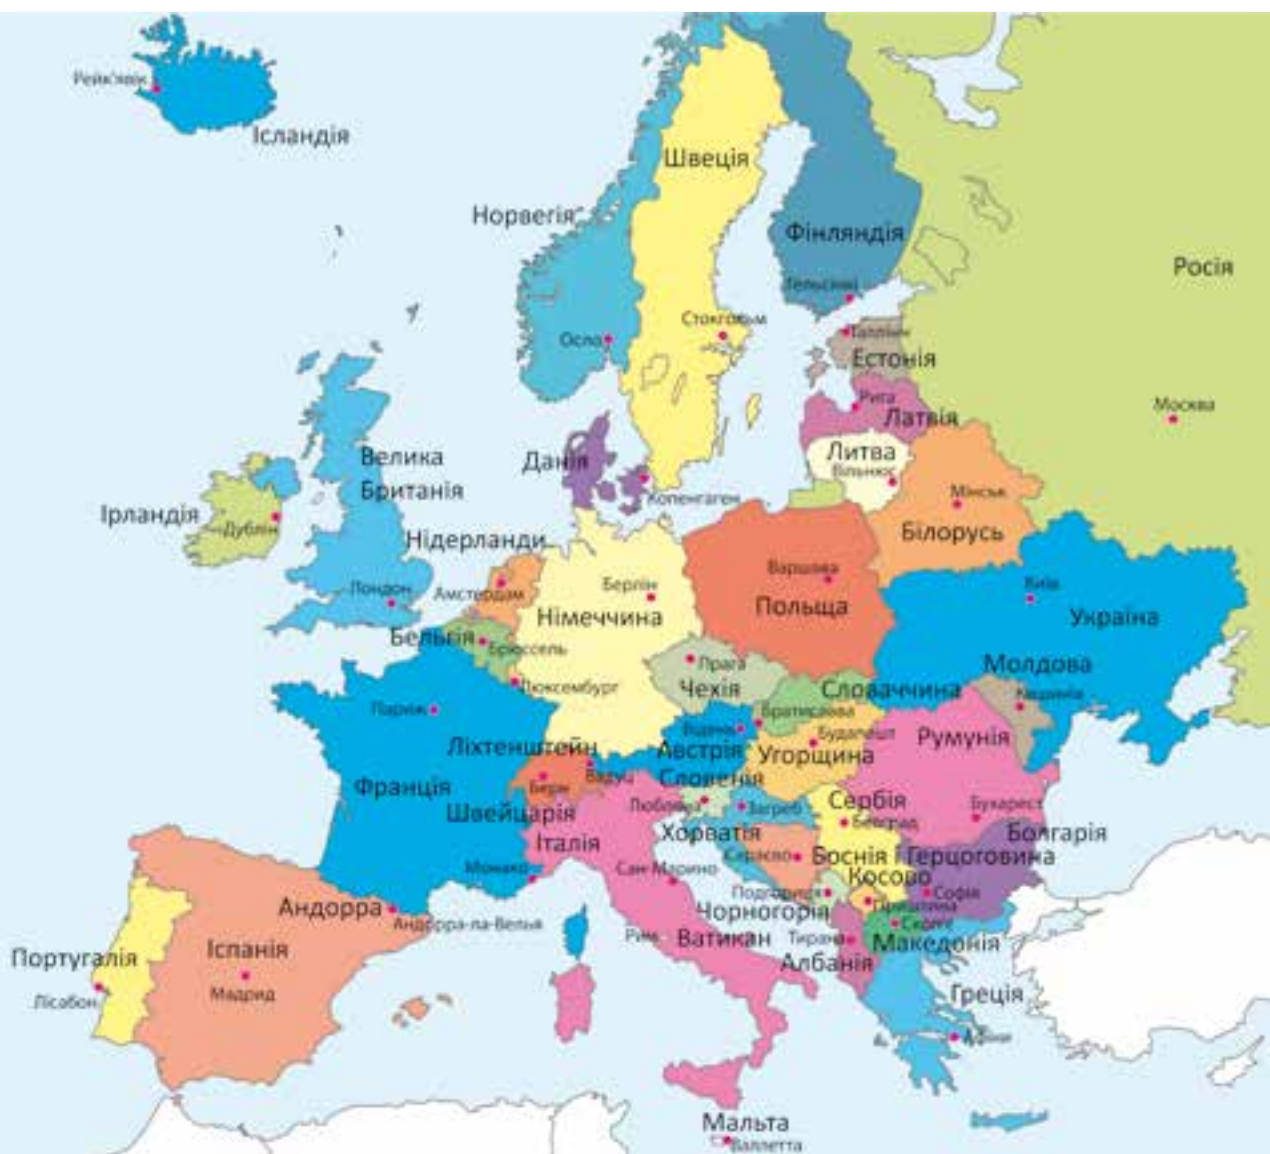 Рейк'явік
Ісландія
Швеція
Норвегія
Фінляндія
Гельсінкі
Росія
Стокгольм
Осло
Таллінн
Естонія
Рига
Латвія
Москва
Велика
Британія
Данія
Литва
Вільнюс
Копенгаген
Мінськ
Білорусь
Ірландія
Дублін
Нідерланди
Лондон
Амстердам
Берлін
Німеччина
Варшава
Польща
Київ
Україна
Бельгія
Брюссель
Люксембург
Прага
Чехія
Словаччина
Молдова
Кишинів
Париж
Братислава
Відень
Австрія
Будапешт
Угорщина
Румунія
Ліхтенштейн
Вадуц
Франція
Берн
Швейцарія
Словенія
Любляна
Загреб
Сербія
Белград
Бухарест
Італія
Хорватія
Болгарія
Сараєво
Боснія і Герцоговина
Монако
Сан-Марино
Косово
Подгориця
Приштина
Софія
Андорра
Андорра-ла-Велья
Чорногорія
Скоп'є
Португалія
Іспанія
Рим
Ватикан
Тирана
Македонія
Албанія
Лісабон
Мадрид
Греція
Афіни
Мальта
Валлетта